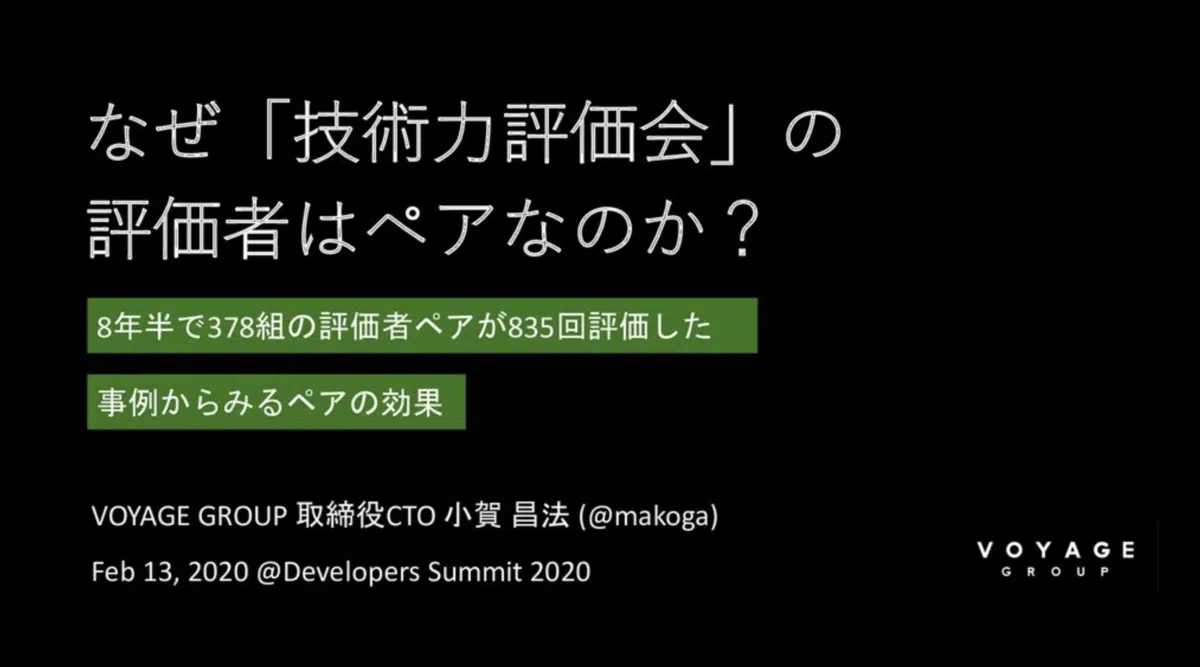 なぜ「技術力評価会」の
評価者はペアなのか？
8年半で378組の評価者ペアが835回評価した
事例からみるペアの効果
VOYAGE GROUP 取締役CTO 小賀 昌法 (@makoga)
Feb 13, 2020 @Developers Summit 2020
VOYAGE
GROUP